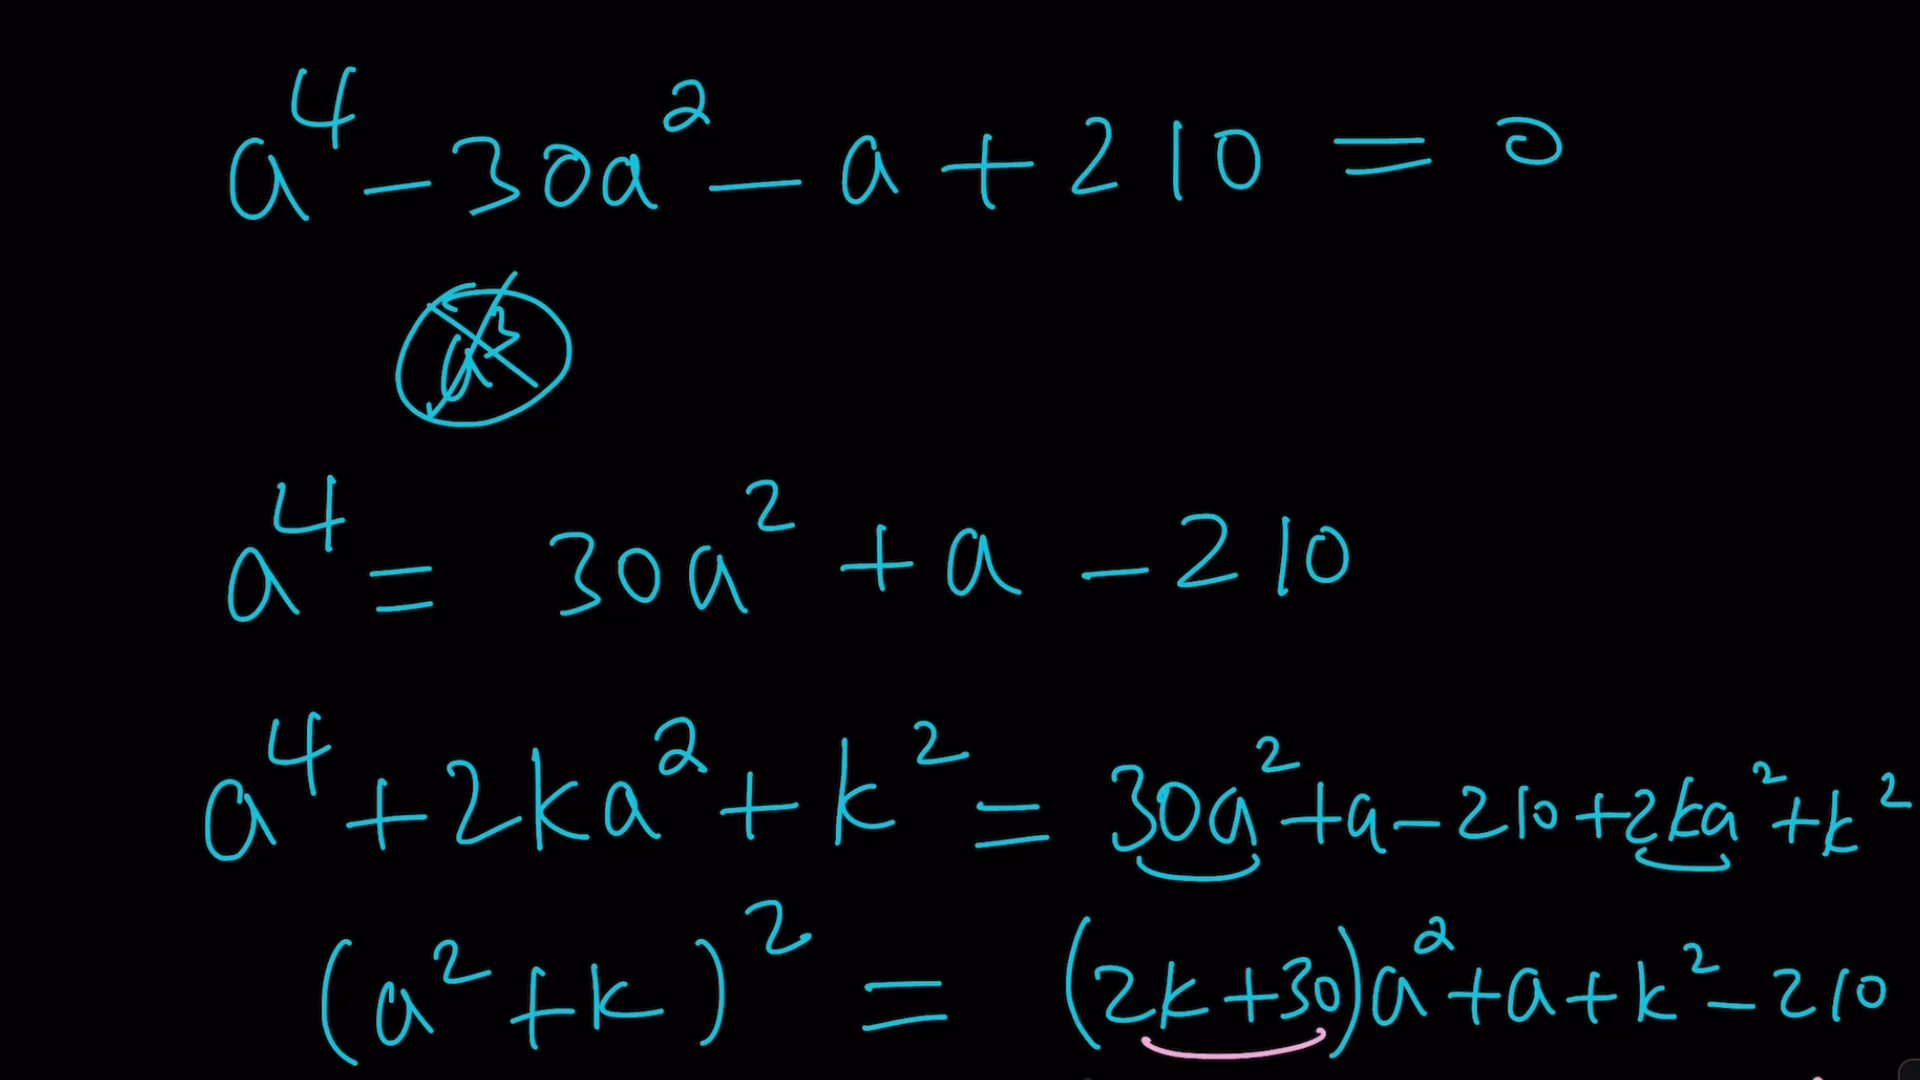 a⁴ - 30a² - a + 210 = 0
a³
a⁴ = 30a² + a - 210
a⁴ + 2ka² + k² = 30a² + a - 210 + 2ka² + k²
(a² + k)² = (2k + 30)a² + a + k² - 210